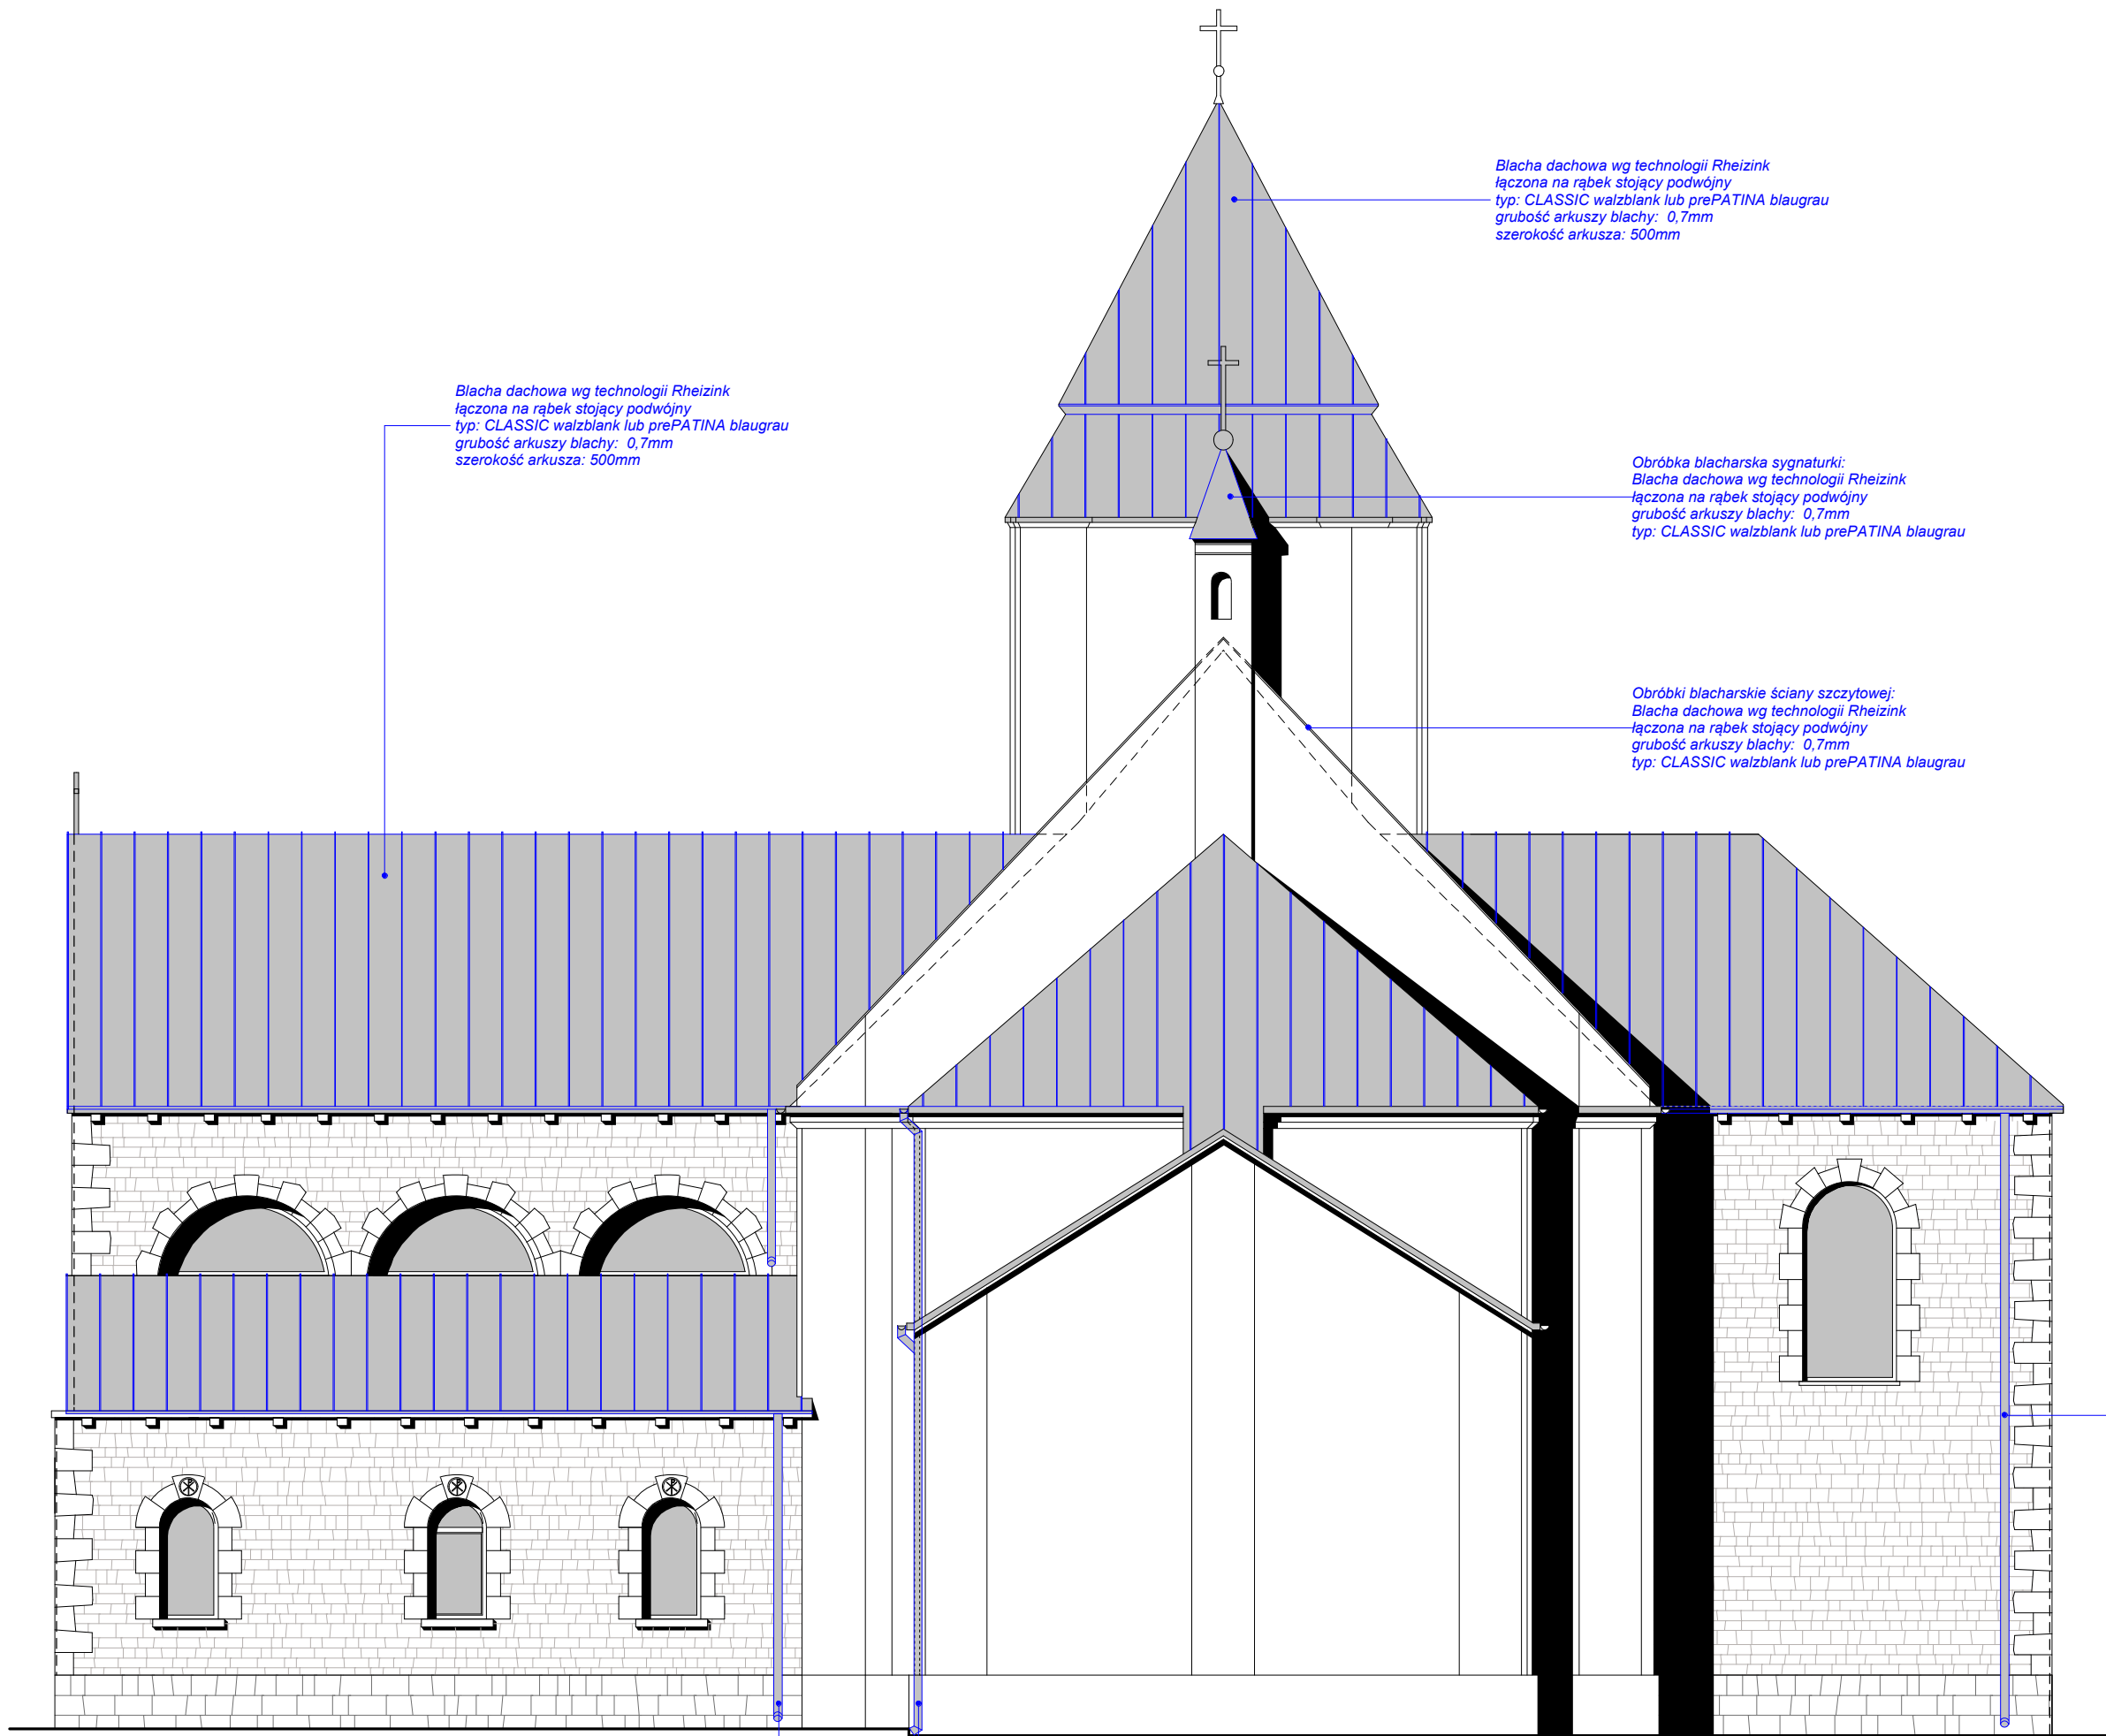 Blacha dachowa wg technologii Rheizink
łączona na rąbek stojący podwójny
typ: CLASSIC walzblank lub prePATINA blaugrau
grubość arkuszy blachy:  0,7mm
szerokość arkusza: 500mm
Blacha dachowa wg technologii Rheizink
łączona na rąbek stojący podwójny
typ: CLASSIC walzblank lub prePATINA blaugrau
grubość arkuszy blachy:  0,7mm
szerokość arkusza: 500mm
Obróbka blacharska sygnaturki:
Blacha dachowa wg technologii Rheizink
łączona na rąbek stojący podwójny
grubość arkuszy blachy:  0,7mm
typ: CLASSIC walzblank lub prePATINA blaugrau
Obróbki blacharskie ściany szczytowej:
Blacha dachowa wg technologii Rheizink
łączona na rąbek stojący podwójny
grubość arkuszy blachy:  0,7mm
typ: CLASSIC walzblank lub prePATINA blaugrau